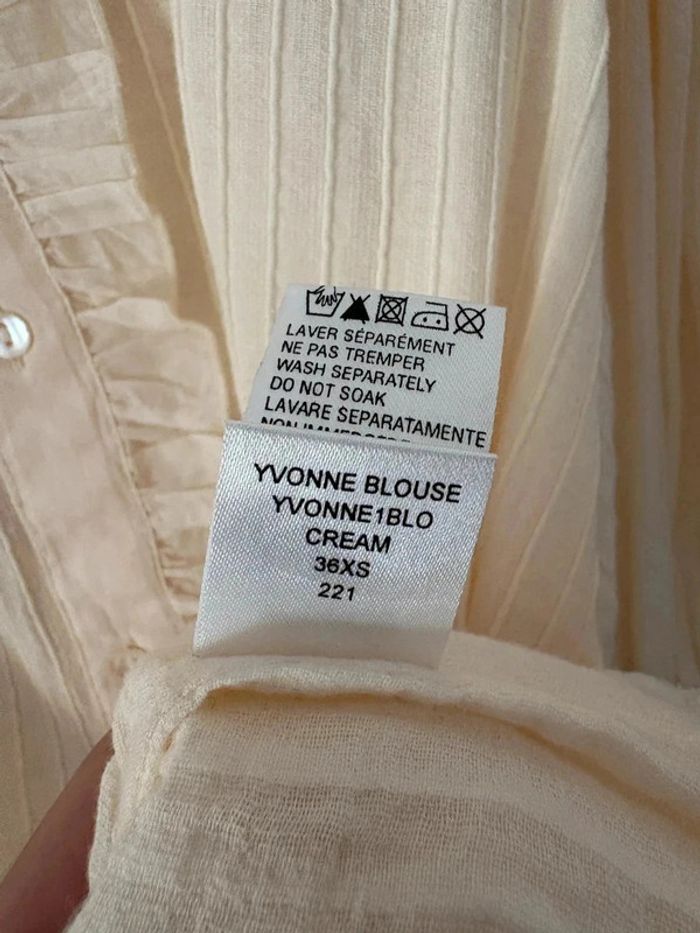 LAVER SÉPARÉMENT
NE PAS TREMPER
WASH SEPARATELY
DO NOT SOAK
LAVARE SEPARATAMENTE
YVONNE BLOUSE
YVONNE1BLO
CREAM
36XS
221